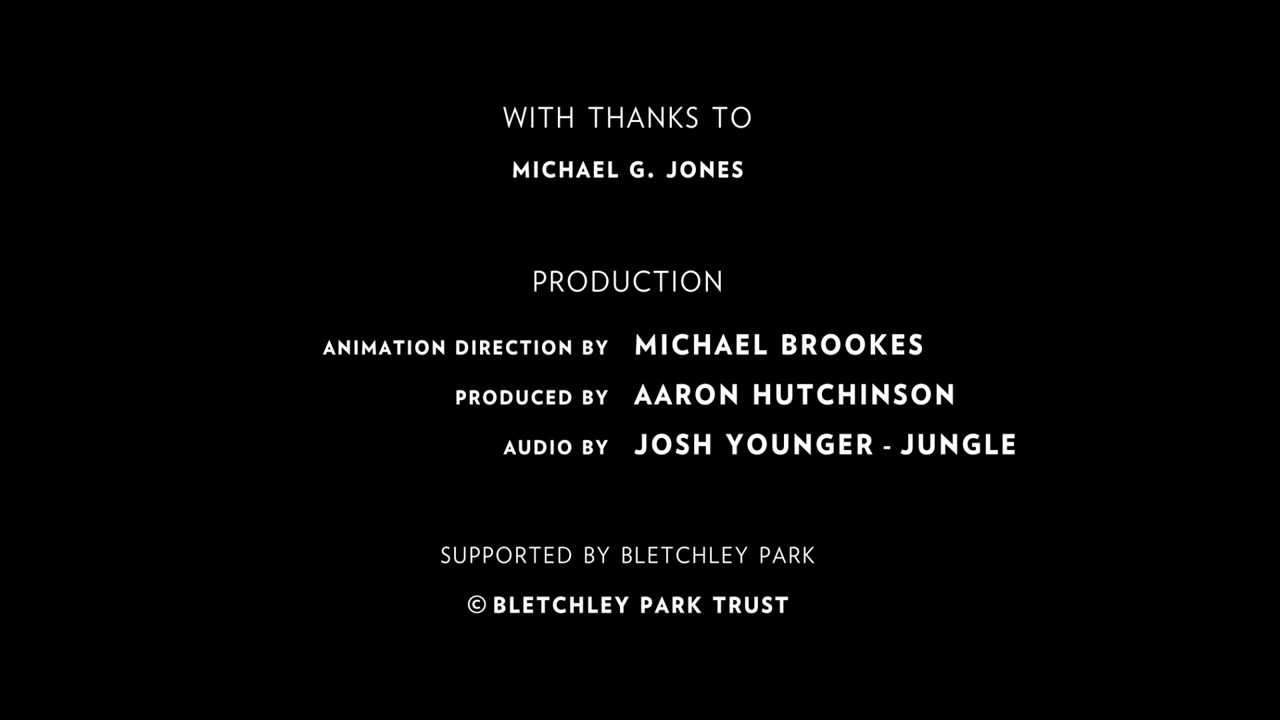 WITH THANKS TO
MICHAEL G. JONES
PRODUCTION
ANIMATION DIRECTION BY MICHAEL BROOKES
PRODUCED BY AARON HUTCHINSON
AUDIO BY JOSH YOUNGER - JUNGLE
SUPPORTED BY BLETCHLEY PARK
© BLETCHLEY PARK TRUST